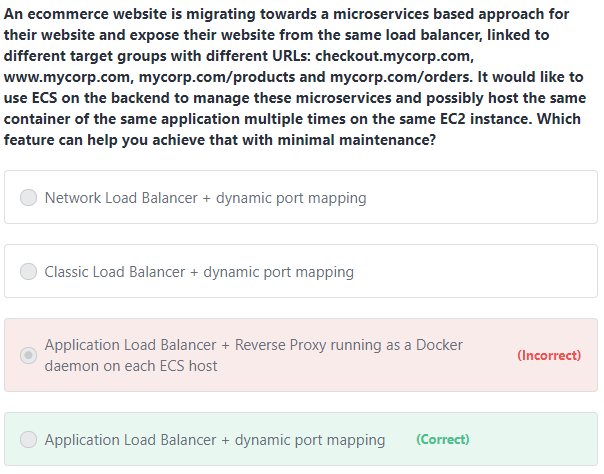 An ecommerce website is migrating towards a microservices based approach for
their website and expose their website from the same load balancer, linked to
different target groups with different URLs: checkout.mycorp.com,
www.mycorp.com, mycorp.com/products and mycorp.com/orders. It would like to
use ECS on the backend to manage these microservices and possibly host the same
container of the same application multiple times on the same EC2 instance. Which
feature can help you achieve that with minimal maintenance?
Network Load Balancer + dynamic port mapping
Classic Load Balancer + dynamic port mapping
Application Load Balancer + Reverse Proxy running as a Docker
daemon on each ECS host
(Incorrect)
Application Load Balancer + dynamic port mapping (Correct)